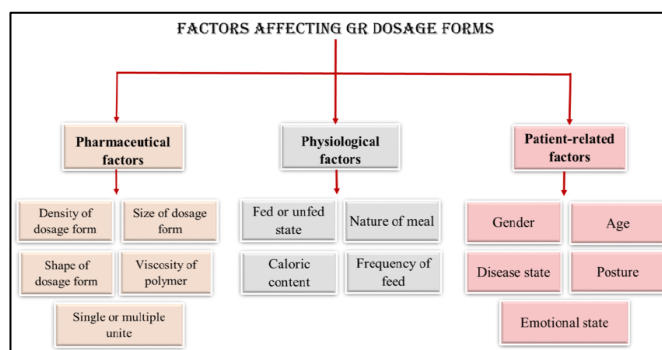 FACTORS AFFECTING GR DOSAGE FORMS
Pharmaceutical
factors
Physiological
factors
Patient-related
factors
Density of
dosage form
Size of dosage
form
Shape of
dosage form
Viscosity of
polymer
Single or multiple
unite
Fed or unfed
state
Nature of meal
Caloric
content
Frequency of
feed
Gender
Age
Disease state
Posture
Emotional state